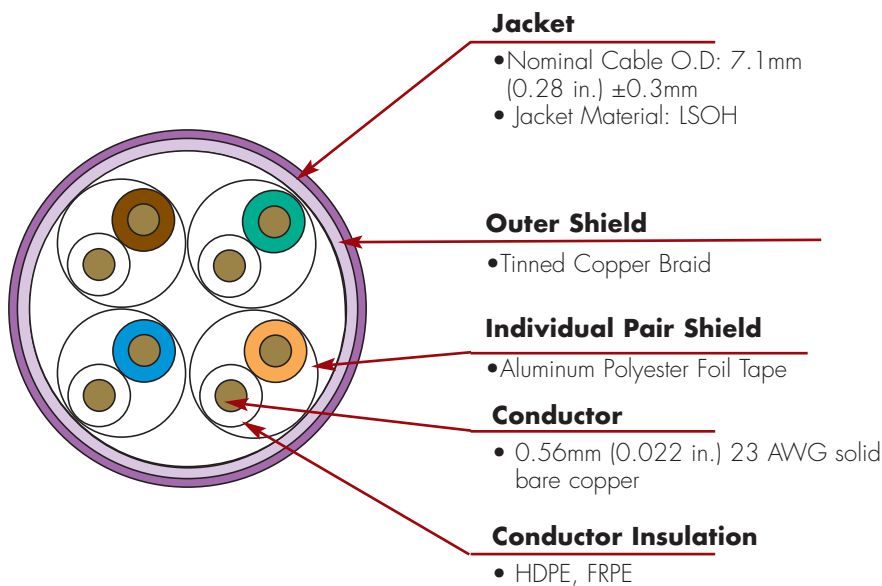 Jacket
•Nominal Cable O.D: 7.1mm
(0.28 in.) ±0.3mm
• Jacket Material: LSOH
Outer Shield
•Tinned Copper Braid
Individual Pair Shield
•Aluminum Polyester Foil Tape
Conductor
• 0.56mm (0.022 in.) 23 AWG solid
bare copper
Conductor Insulation
• HDPE, FRPE